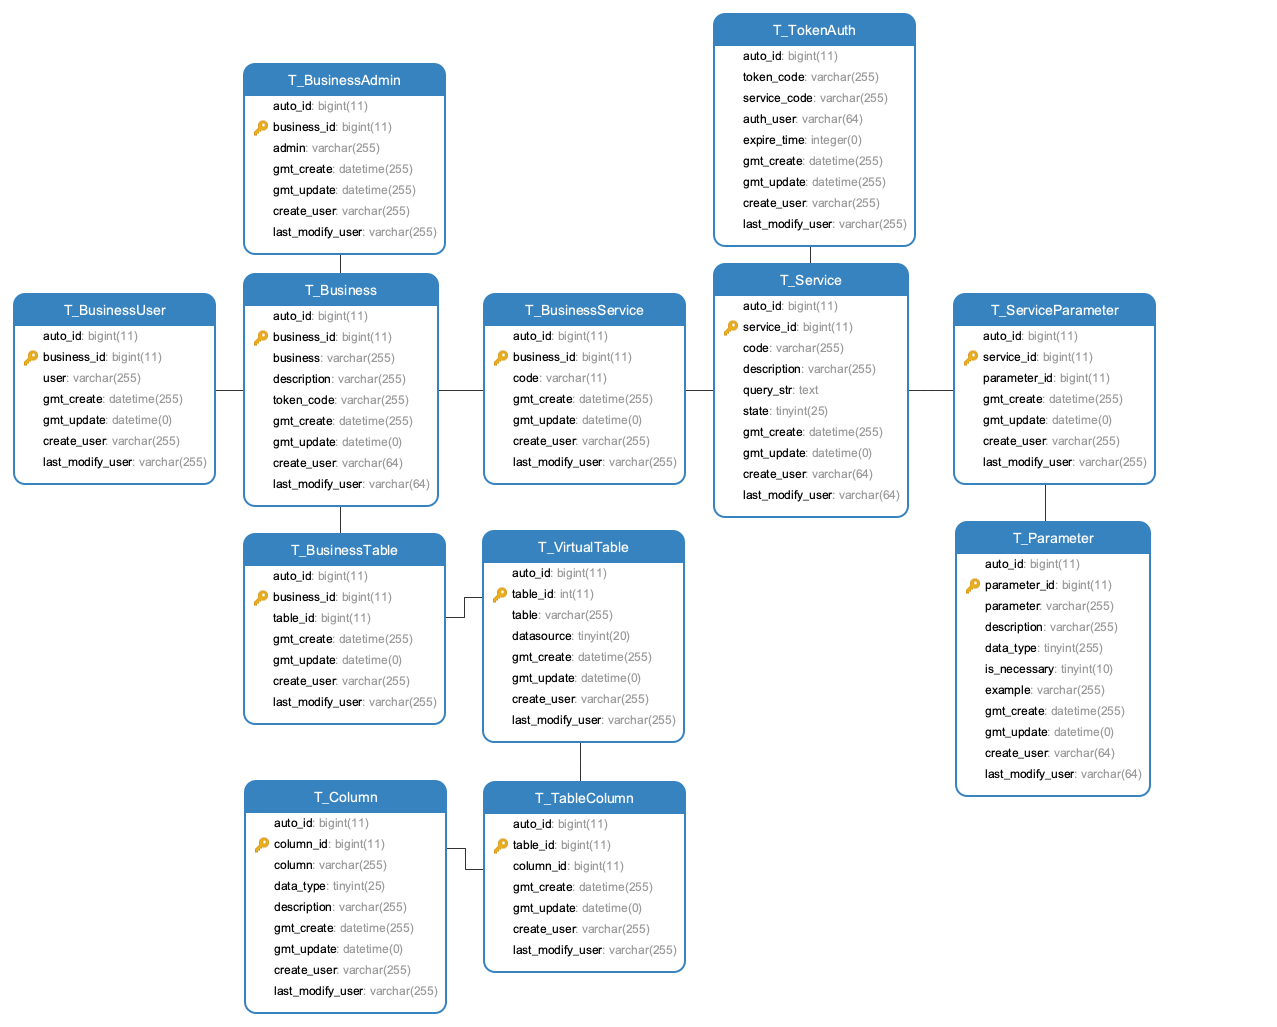 T_TokenAuth
auto_id: bigint(11)
token_code: varchar(255)
service_code: varchar(255)
auth_user: varchar(64)
expire_time: integer(0)
gmt_create: datetime(255)
gmt_update: datetime(255)
create_user: varchar(255)
last_modify_user: varchar(255)
T_BusinessAdmin
auto_id: bigint(11)
business_id: bigint(11)
admin: varchar(255)
gmt_create: datetime(255)
gmt_update: datetime(255)
create_user: varchar(255)
last_modify_user: varchar(255)
T_BusinessUser
auto_id: bigint(11)
business_id: bigint(11)
user: varchar(255)
gmt_create: datetime(255)
gmt_update: datetime(0)
create_user: varchar(255)
last_modify_user: varchar(255)
T_Business
auto_id: bigint(11)
business_id: bigint(11)
business: varchar(255)
description: varchar(255)
token_code: varchar(255)
gmt_create: datetime(255)
gmt_update: datetime(0)
create_user: varchar(64)
last_modify_user: varchar(64)
T_BusinessService
auto_id: bigint(11)
business_id: bigint(11)
code: varchar(11)
gmt_create: datetime(255)
gmt_update: datetime(0)
create_user: varchar(255)
last_modify_user: varchar(255)
T_Service
auto_id: bigint(11)
service_id: bigint(11)
code: varchar(255)
description: varchar(255)
query_str: text
state: tinyint(25)
gmt_create: datetime(255)
gmt_update: datetime(0)
create_user: varchar(64)
last_modify_user: varchar(64)
T_ServiceParameter
auto_id: bigint(11)
service_id: bigint(11)
parameter_id: bigint(11)
gmt_create: datetime(255)
gmt_update: datetime(0)
create_user: varchar(255)
last_modify_user: varchar(255)
T_BusinessTable
auto_id: bigint(11)
business_id: bigint(11)
table_id: bigint(11)
gmt_create: datetime(255)
gmt_update: datetime(0)
create_user: varchar(255)
last_modify_user: varchar(255)
T_VirtualTable
auto_id: bigint(11)
table_id: int(11)
table: varchar(255)
datasource: tinyint(20)
gmt_create: datetime(255)
gmt_update: datetime(0)
create_user: varchar(255)
last_modify_user: varchar(255)
T_Parameter
auto_id: bigint(11)
parameter_id: bigint(11)
parameter: varchar(255)
description: varchar(255)
data_type: tinyint(255)
is_necessary: tinyint(10)
example: varchar(255)
gmt_create: datetime(255)
gmt_update: datetime(0)
create_user: varchar(64)
last_modify_user: varchar(64)
T_Column
auto_id: bigint(11)
column_id: bigint(11)
column: varchar(255)
data_type: tinyint(25)
description: varchar(255)
gmt_create: datetime(255)
gmt_update: datetime(0)
create_user: varchar(255)
last_modify_user: varchar(255)
T_TableColumn
auto_id: bigint(11)
table_id: bigint(11)
column_id: bigint(11)
gmt_create: datetime(255)
gmt_update: datetime(0)
create_user: varchar(255)
last_modify_user: varchar(255)